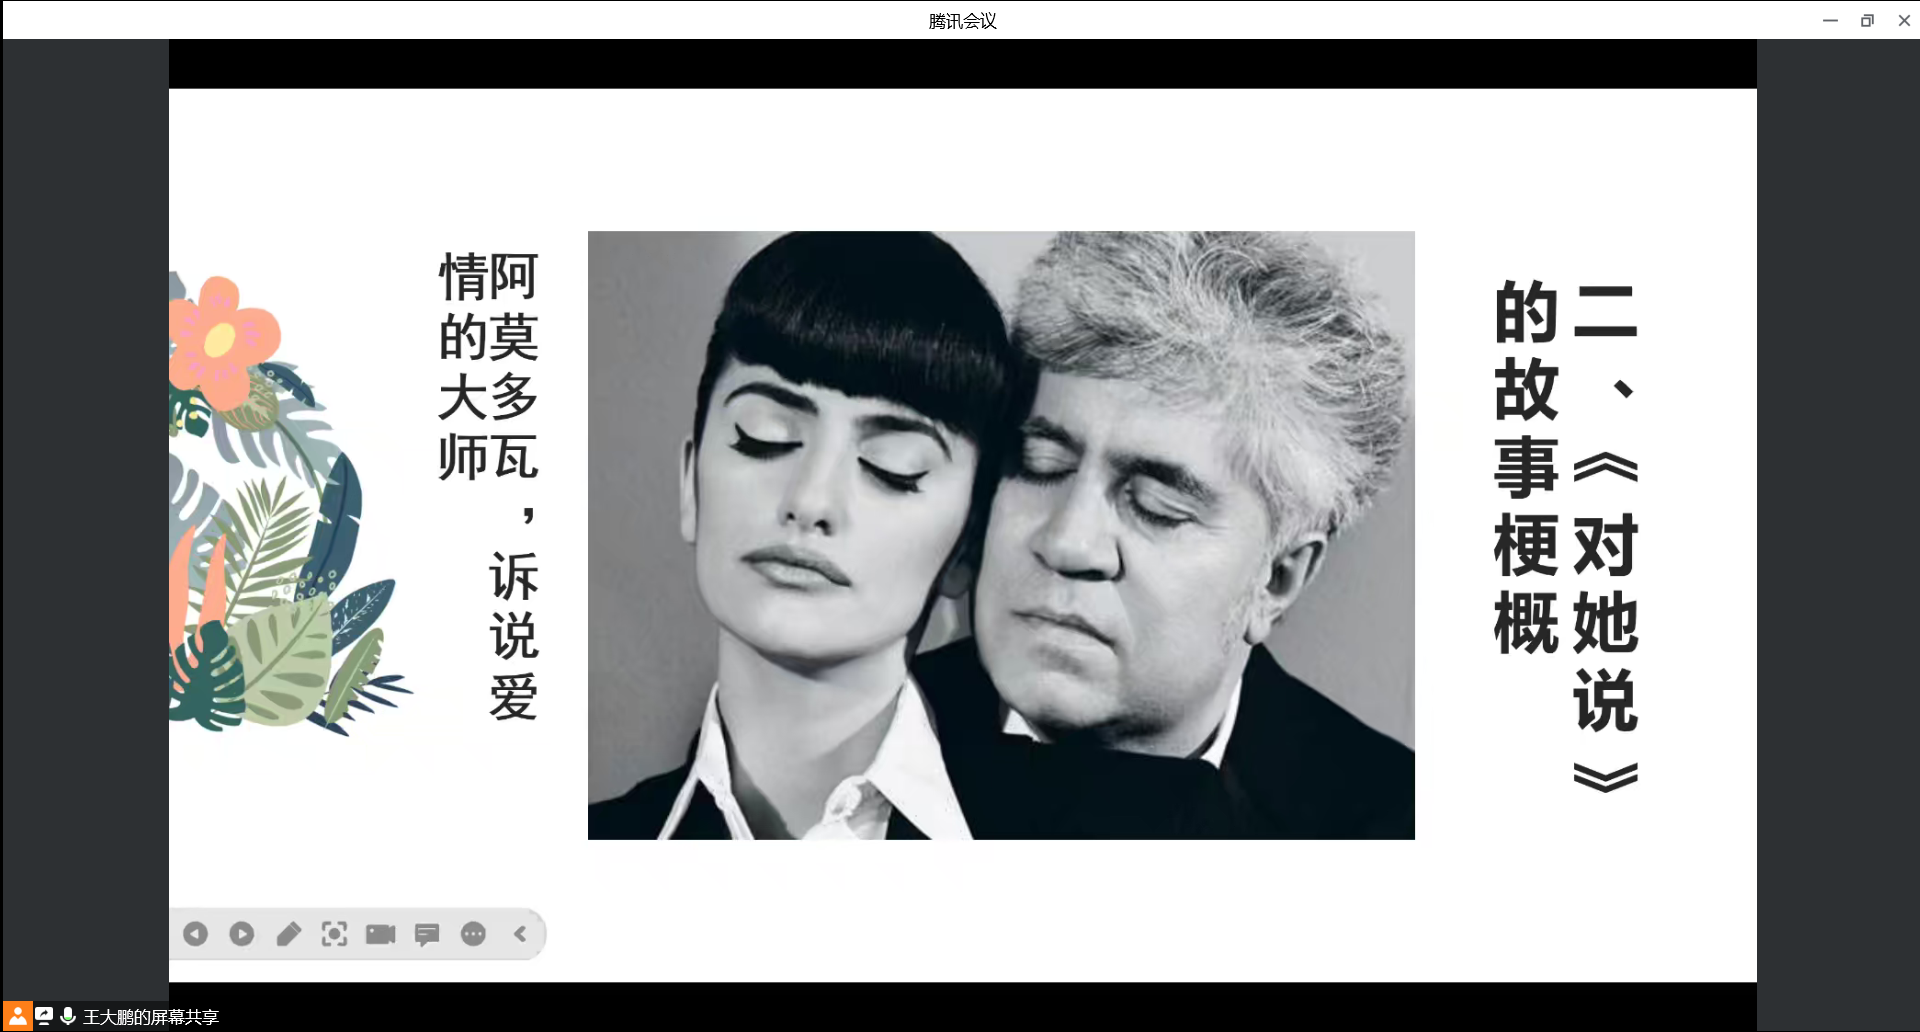 腾讯会议
二、《对她说》
的故事梗概
阿莫多瓦，诉说爱
情的大师
王大鹏的屏幕共享